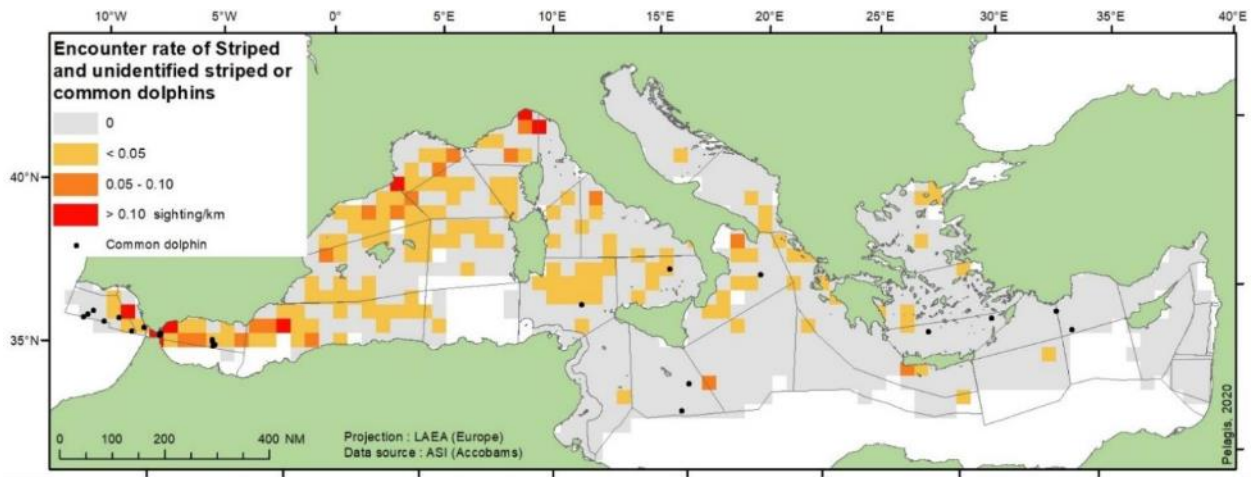 10°W 5°W 0° 5°E 10°E 15°E 20°E 25°E 30°E 35°E 40°E
Encounter rate of Striped
and unidentified striped or
common dolphins
0
< 0.05
0.05 - 0.10
> 0.10 sighting/km
Common dolphin
40°N
35°N
0 100 200 400 NM
Projection : LAEA (Europe)
Data source : ASI (Accobams)
Pelagis, 2020